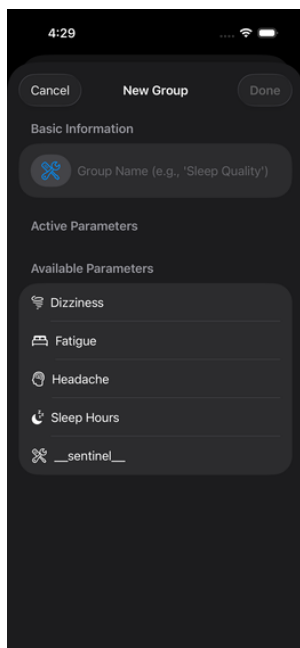 4:29
Cancel New Group Done
Basic Information
Group Name (e.g., 'Sleep Quality')
Active Parameters
Available Parameters
Dizziness
Fatigue
Headache
Sleep Hours
__sentinel__